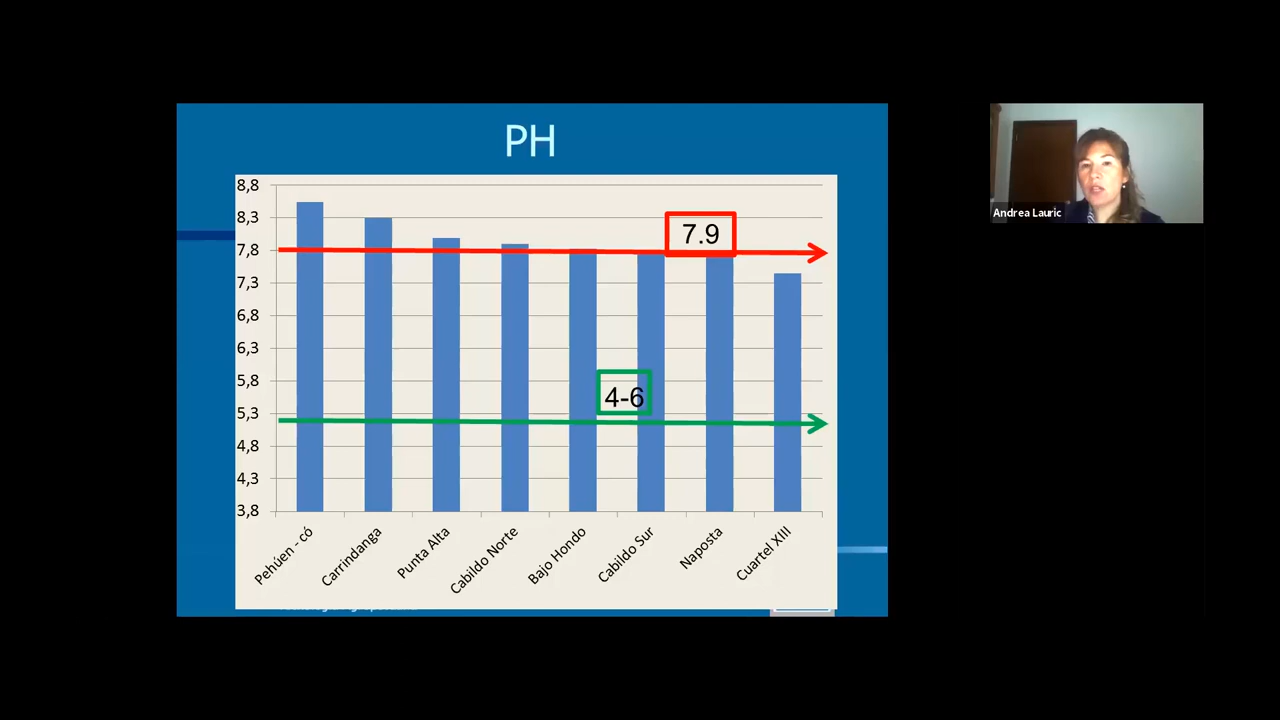 PH
8,8
8,3
7,8
7,3
6,8
6,3
5,8
5,3
4,8
4,3
3,8
7.9
4-6
Pehúen - có
Carrindanga
Punta Alta
Cabildo Norte
Bajo Hondo
Cabildo Sur
Naposta
Cuartel XIII
Andrea Lauric